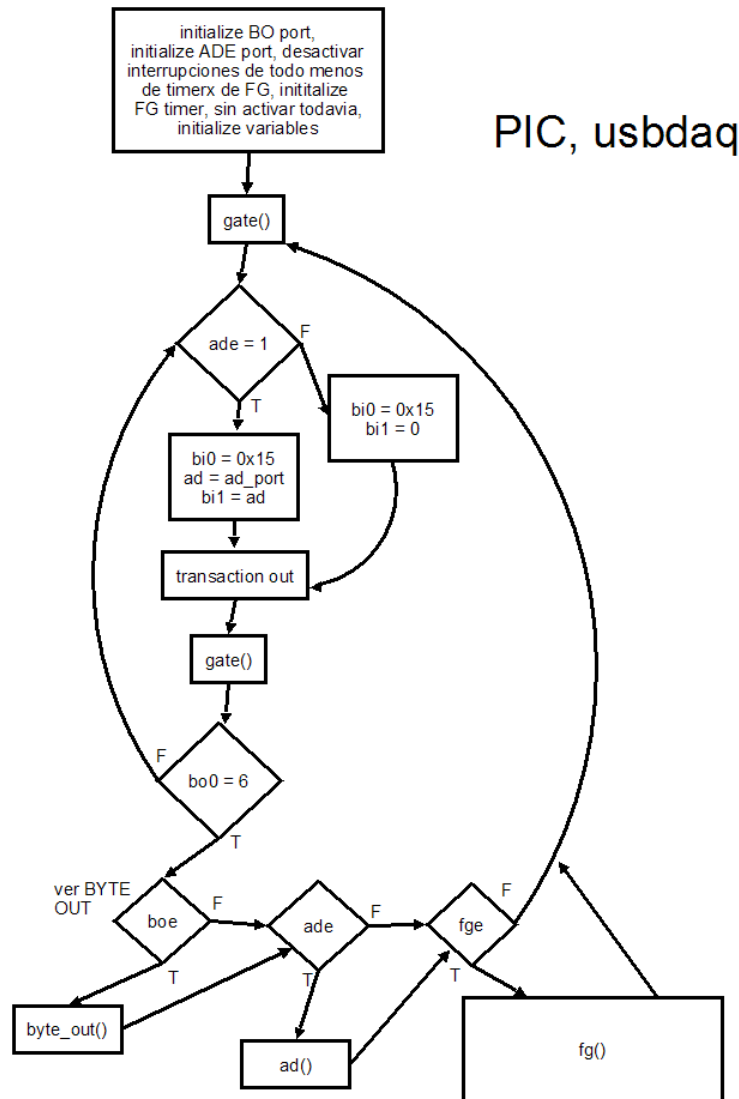 initialize BO port,
initialize ADE port, desactivar
interrupciones de todo menos
de timerx de FG, inititalize
FG timer, sin activar todavia,
initialize variables
PIC, usbdaq
gate()
ade = 1
F
T
bi0 = 0x15
bi1 = 0
bi0 = 0x15
ad = ad_port
bi1 = ad
transaction out
gate()
F
bo0 = 6
T
ver BYTE
OUT
boe
F
T
ade
F
T
fge
F
T
byte_out()
ad()
fg()